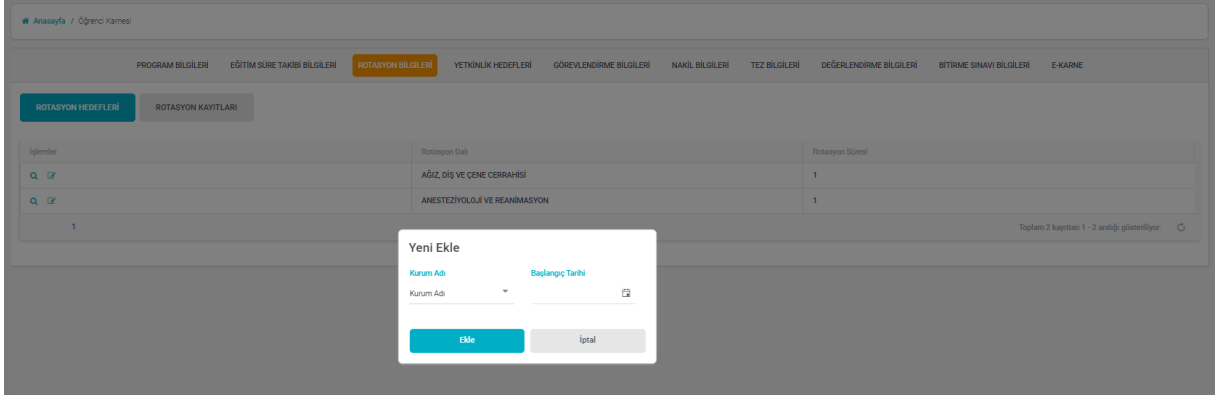 Anasayfa / Öğrenci Karnesi
PROGRAM BİLGİLERİ EĞİTİM SÜRE TAKİBİ BİLGİLERİ ROTASYON BİLGİLERİ YETKİNLİK HEDEFLERİ GÖREVLENDİRME BİLGİLERİ NAKİL BİLGİLERİ TEZ BİLGİLERİ DEĞERLENDİRME BİLGİLERİ BİTİRME SINAVI BİLGİLERİ E-KARNE
ROTASYON HEDEFLERİ ROTASYON KAYITLARI
İşlemler Rotasyon Dalı Rotasyon Süresi
AĞIZ, DİŞ VE ÇENE CERRAHİSİ 1
ANESTEZİYOLOJİ VE REANİMASYON 1
1 Toplam 2 kayıttan 1 - 2 aralığı gösteriliyor.
Yeni Ekle
Kurum Adı Başlangıç Tarihi
Kurum Adı
Ekle İptal